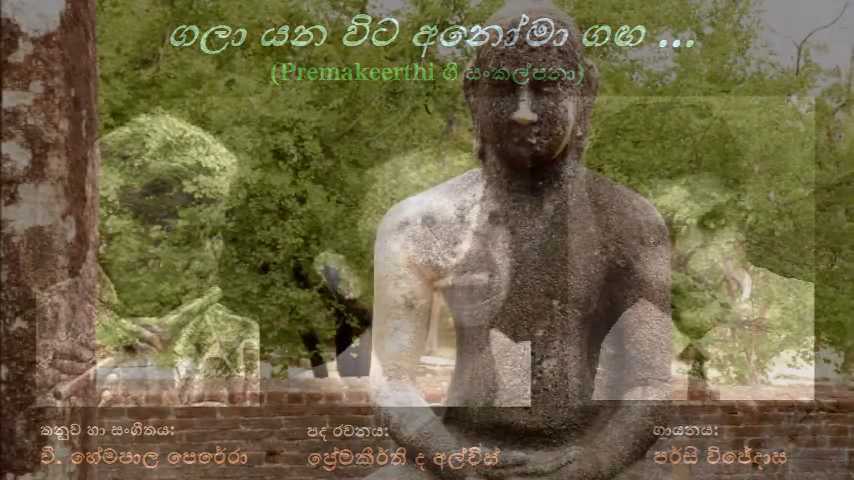 ගලා යන විට අනෝමා ගඟ ...
(Premakeerthi ගී සංකල්පනා)
තනුව හා සංගීතය:
වී. හේමපාල පෙරේරා
පද රචනය:
ප්‍රේමකීර්ති ද අල්විස්
ගායනය:
පර්සි විජේදාස